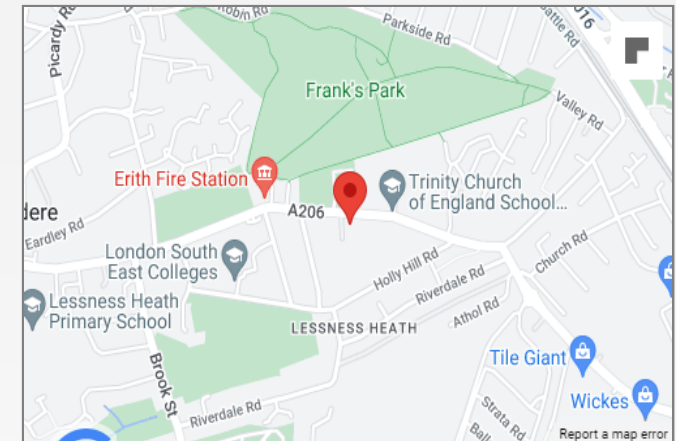 Robin Rd
Parkside Rd
Picardy R
Frank's Park
Valley Rd
Erith Fire Station
Trinity Church
of England School...
A206
dere
Eardley Rd
London South
East Colleges
Church Rd
Holly Hill Rd
Riverdale Rd
Lessness Heath
Primary School
Athol Rd
LESSNESS HEATH
Tile Giant
Brook St
Wickes
Riverdale Rd
Strata Rd
Report a map error